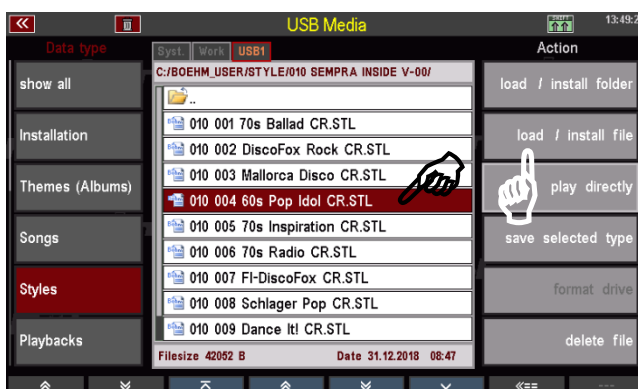 USB Media
13:49:2
Data type
Syst. Work USB1
Action
show all
Installation
Themes (Albums)
Songs
Styles
Playbacks
C:/BOEHM_USER/STYLE/010 SEMPRA INSIDE V-00/
..
010 001 70s Ballad CR.STL
010 002 DiscoFox Rock CR.STL
010 003 Mallorca Disco CR.STL
010 004 60s Pop Idol CR.STL
010 005 70s Inspiration CR.STL
010 006 70s Radio CR.STL
010 007 FI-DiscoFox CR.STL
010 008 Schlager Pop CR.STL
010 009 Dance It! CR.STL
Filesize 42052 B Date 31.12.2018 08:47
load / install folder
load / install file
play directly
save selected type
format drive
delete file